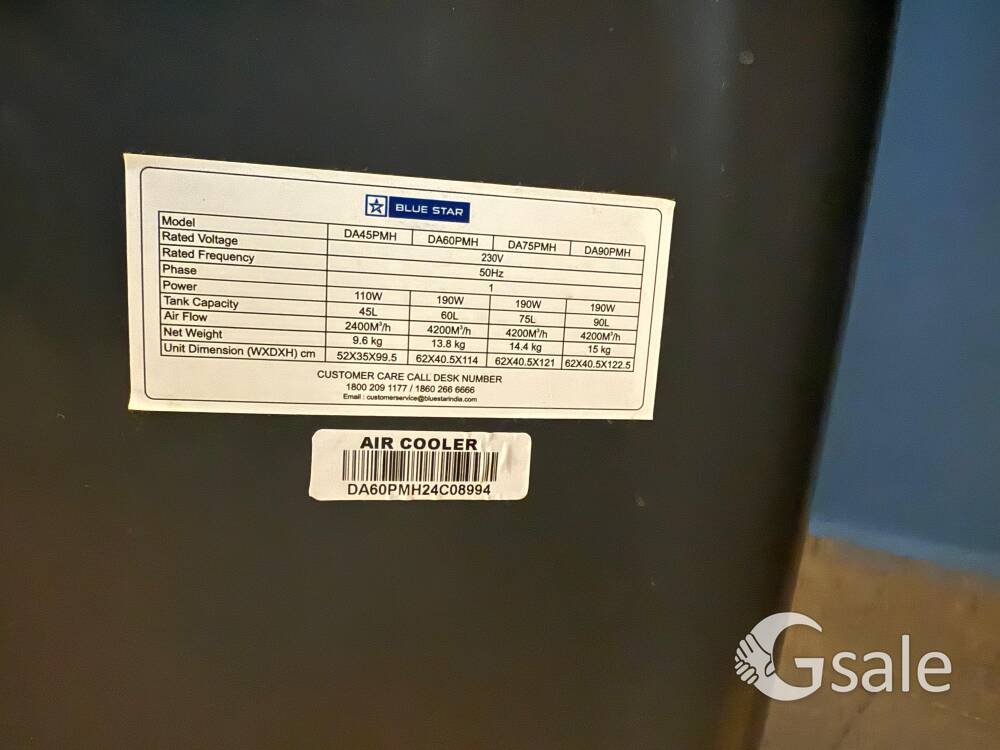 BLUE STAR
Model DA45PMH DA60PMH DA75PMH DA90PMH
Rated Voltage 230V
Rated Frequency 50Hz
Phase 1
Power 110W 190W 190W 190W
Tank Capacity 45L 60L 75L 90L
Air Flow 2400M³/h 4200M³/h 4200M³/h 4200M³/h
Net Weight 9.6 kg 13.8 kg 14.4 kg 15 kg
Unit Dimension (WXDXH) cm 52X35X99.5 62X40.5X114 62X40.5X121 62X40.5X122.5
CUSTOMER CARE CALL DESK NUMBER
1800 209 1177 / 1860 266 6666
Email : customerservice@bluestarindia.com
AIR COOLER
DA60PMH24C08994
Gsale